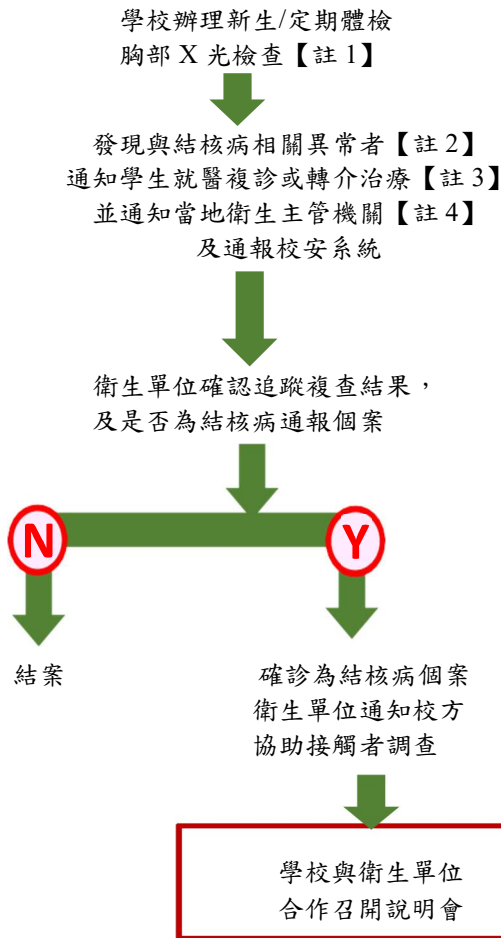 學校辦理新生/定期體檢
胸部 X 光檢查【註 1】
發現與結核病相關異常者【註 2】
通知學生就醫複診或轉介治療【註 3】
並通知當地衛生主管機關【註 4】
及通報校安系統
衛生單位確認追蹤複查結果，
及是否為結核病通報個案
N
Y
結案
確診為結核病個案
衛生單位通知校方
協助接觸者調查
學校與衛生單位
合作召開說明會